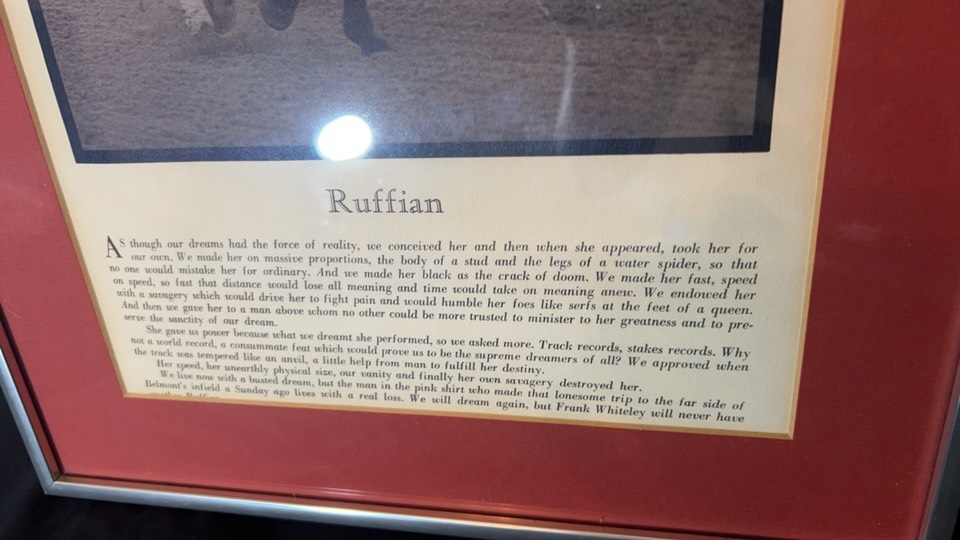 Ruffian
As though our dreams had the force of reality, we conceived her and then when she appeared, took her for
our own. We made her on massive proportions, the body of a stud and the legs of a water spider, so that
no one would mistake her for ordinary. And we made her black as the crack of doom. We made her fast, speed
on speed, so fast that distance would lose all meaning and time would take on meaning anew. We endowed her
with a savagery which would drive her to fight pain and would humble her foes like serfs at the feet of a queen.
And then we gave her to a man above whom no other could be more trusted to minister to her greatness and to pre-
serve the sanctity of our dream.
She gave us power because what we dreamt she performed, so we asked more. Track records, stakes records. Why
not a world record, a consummate feat which would prove us to be the supreme dreamers of all? We approved when
the track was tempered like an anvil, a little help from man to fulfill her destiny.
Her speed, her unearthly physical size, our vanity and finally her own savagery destroyed her.
We live now with a busted dream, but the man in the pink shirt who made that lonesome trip to the far side of
Belmont's infield a Sunday ago lives with a real loss. We will dream again, but Frank Whiteley will never have